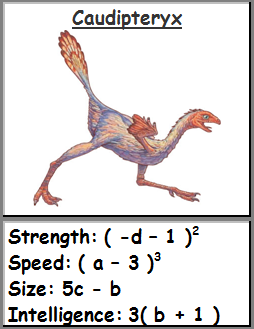 Caudipteryx
Strength: ( -d - 1 )²
Speed: ( a - 3 )³
Size: 5c - b
Intelligence: 3( b + 1 )